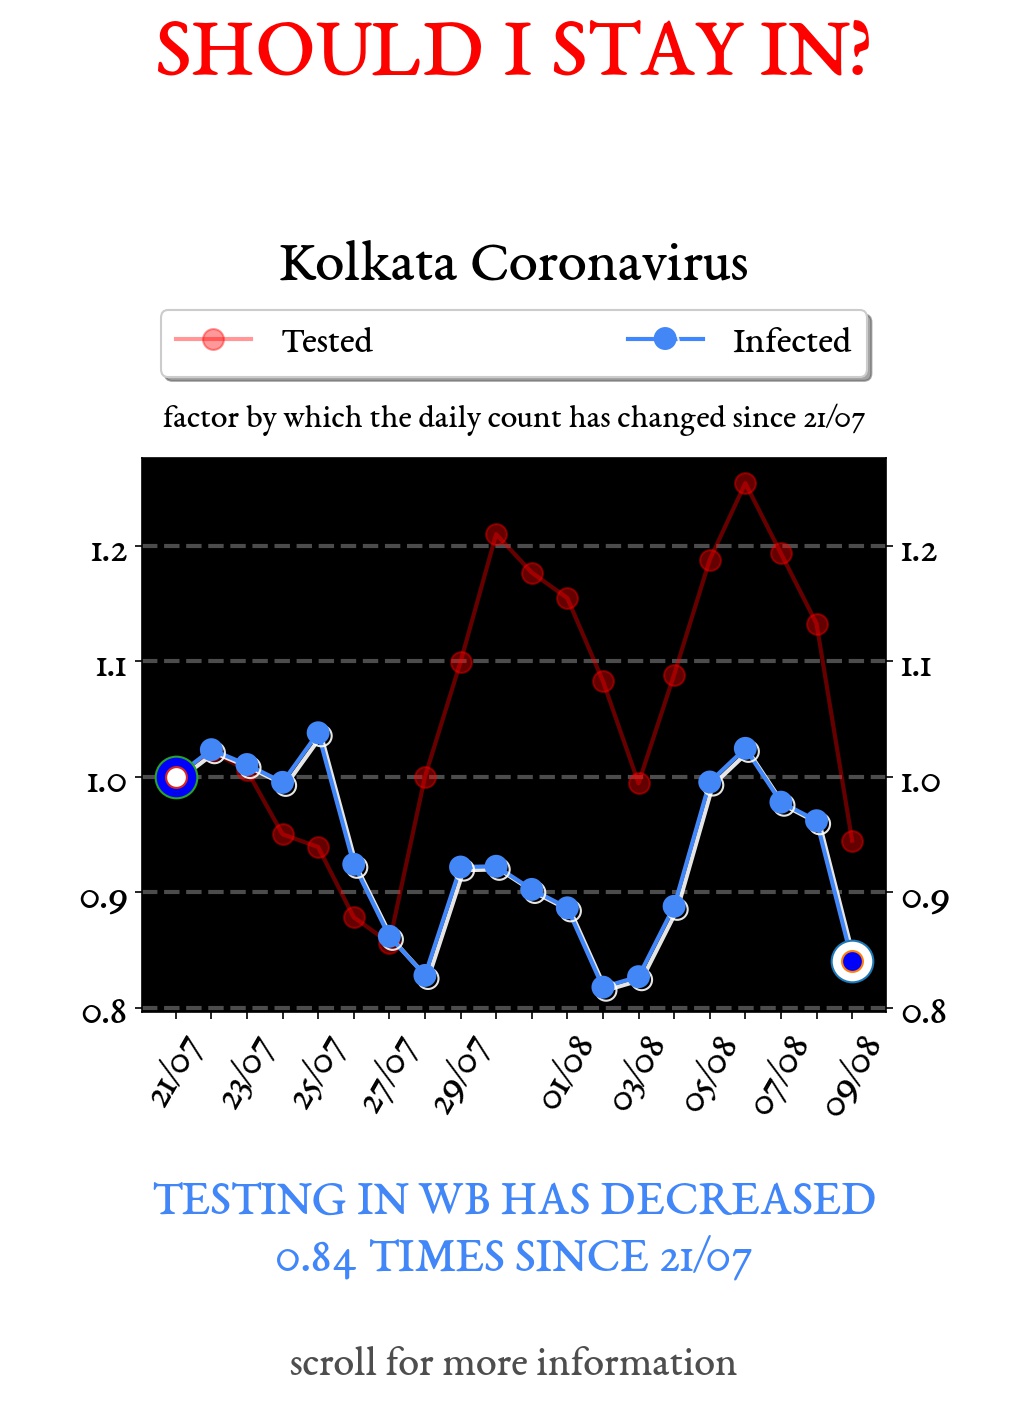 SHOULD I STAY IN?
Kolkata Coronavirus
Tested Infected
factor by which the daily count has changed since 21/07
1.2 1.2
1.1 1.1
1.0 1.0
0.9 0.9
0.8 0.8
21/07 23/07 25/07 27/07 29/07 01/08 03/08 05/08 07/08 09/08
TESTING IN WB HAS DECREASED
0.84 TIMES SINCE 21/07
scroll for more information